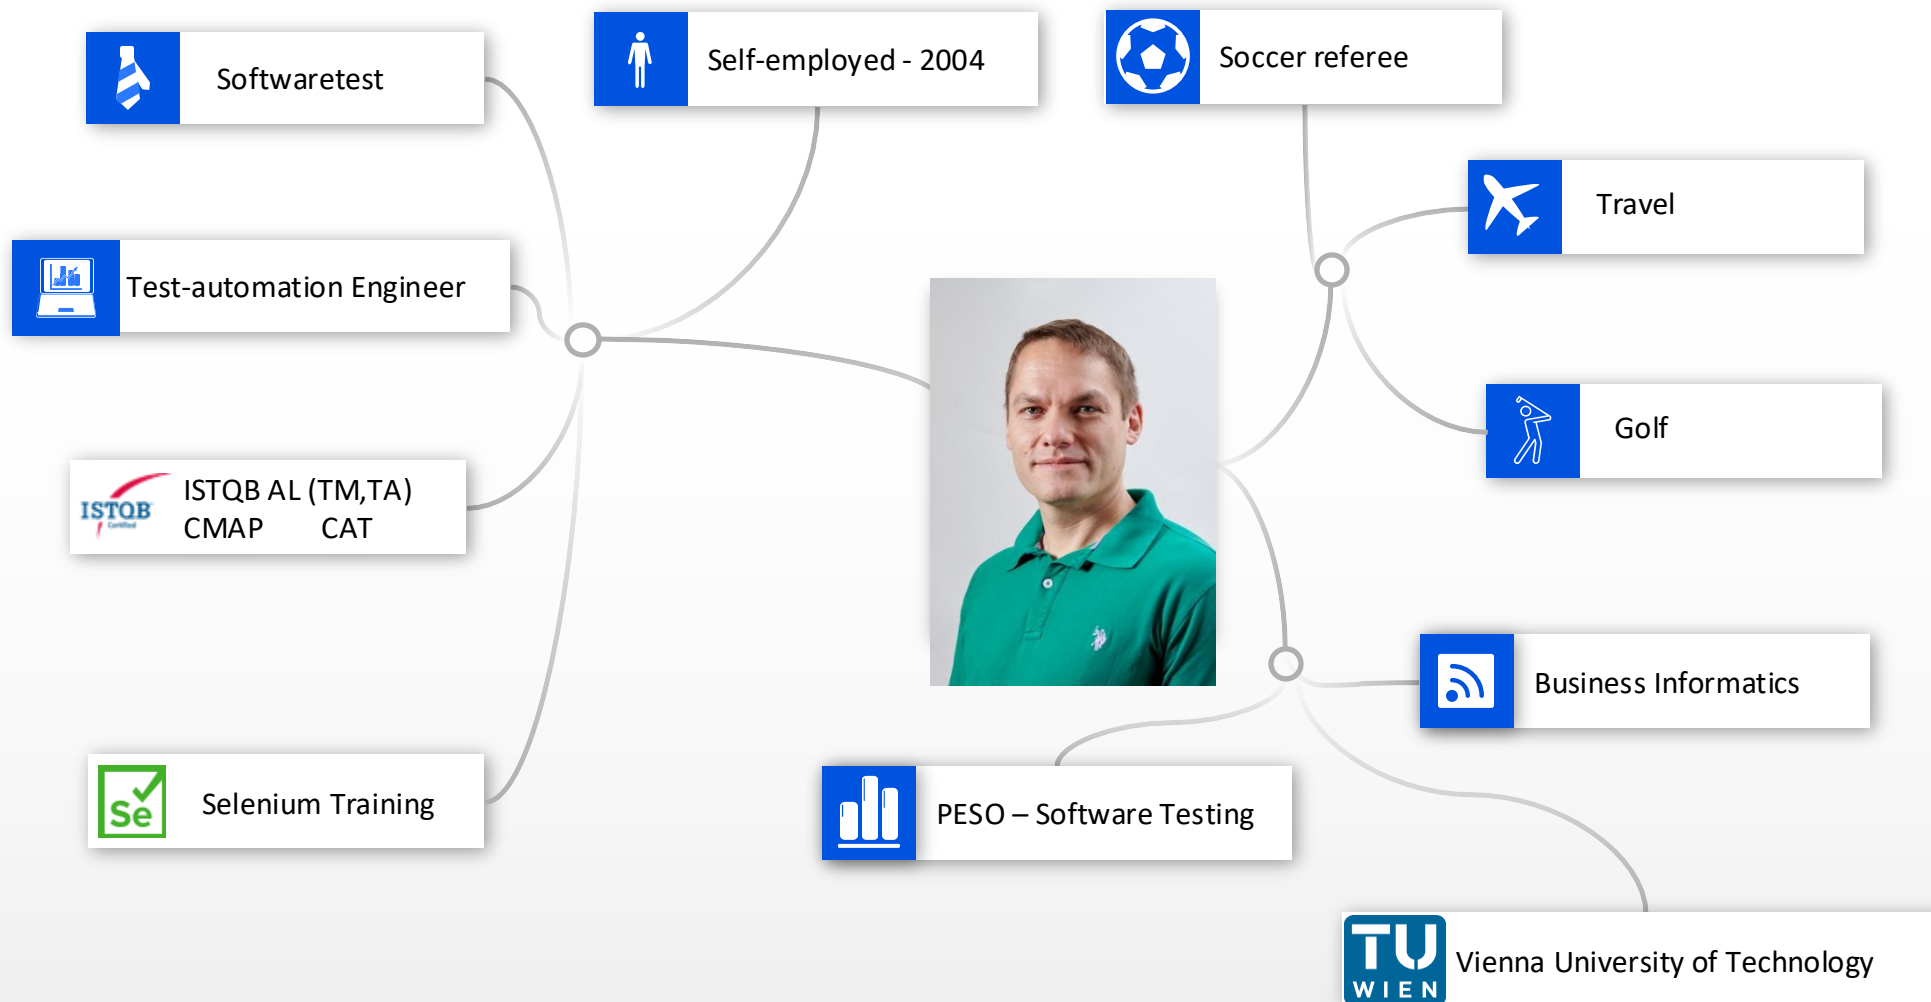 Softwaretest
Self-employed - 2004
Soccer referee
Travel
Test-automation Engineer
Golf
ISTQB
Certified
ISTQB AL (TM,TA)
CMAP CAT
Business Informatics
Se
Selenium Training
PESO – Software Testing
TU
WIEN
Vienna University of Technology